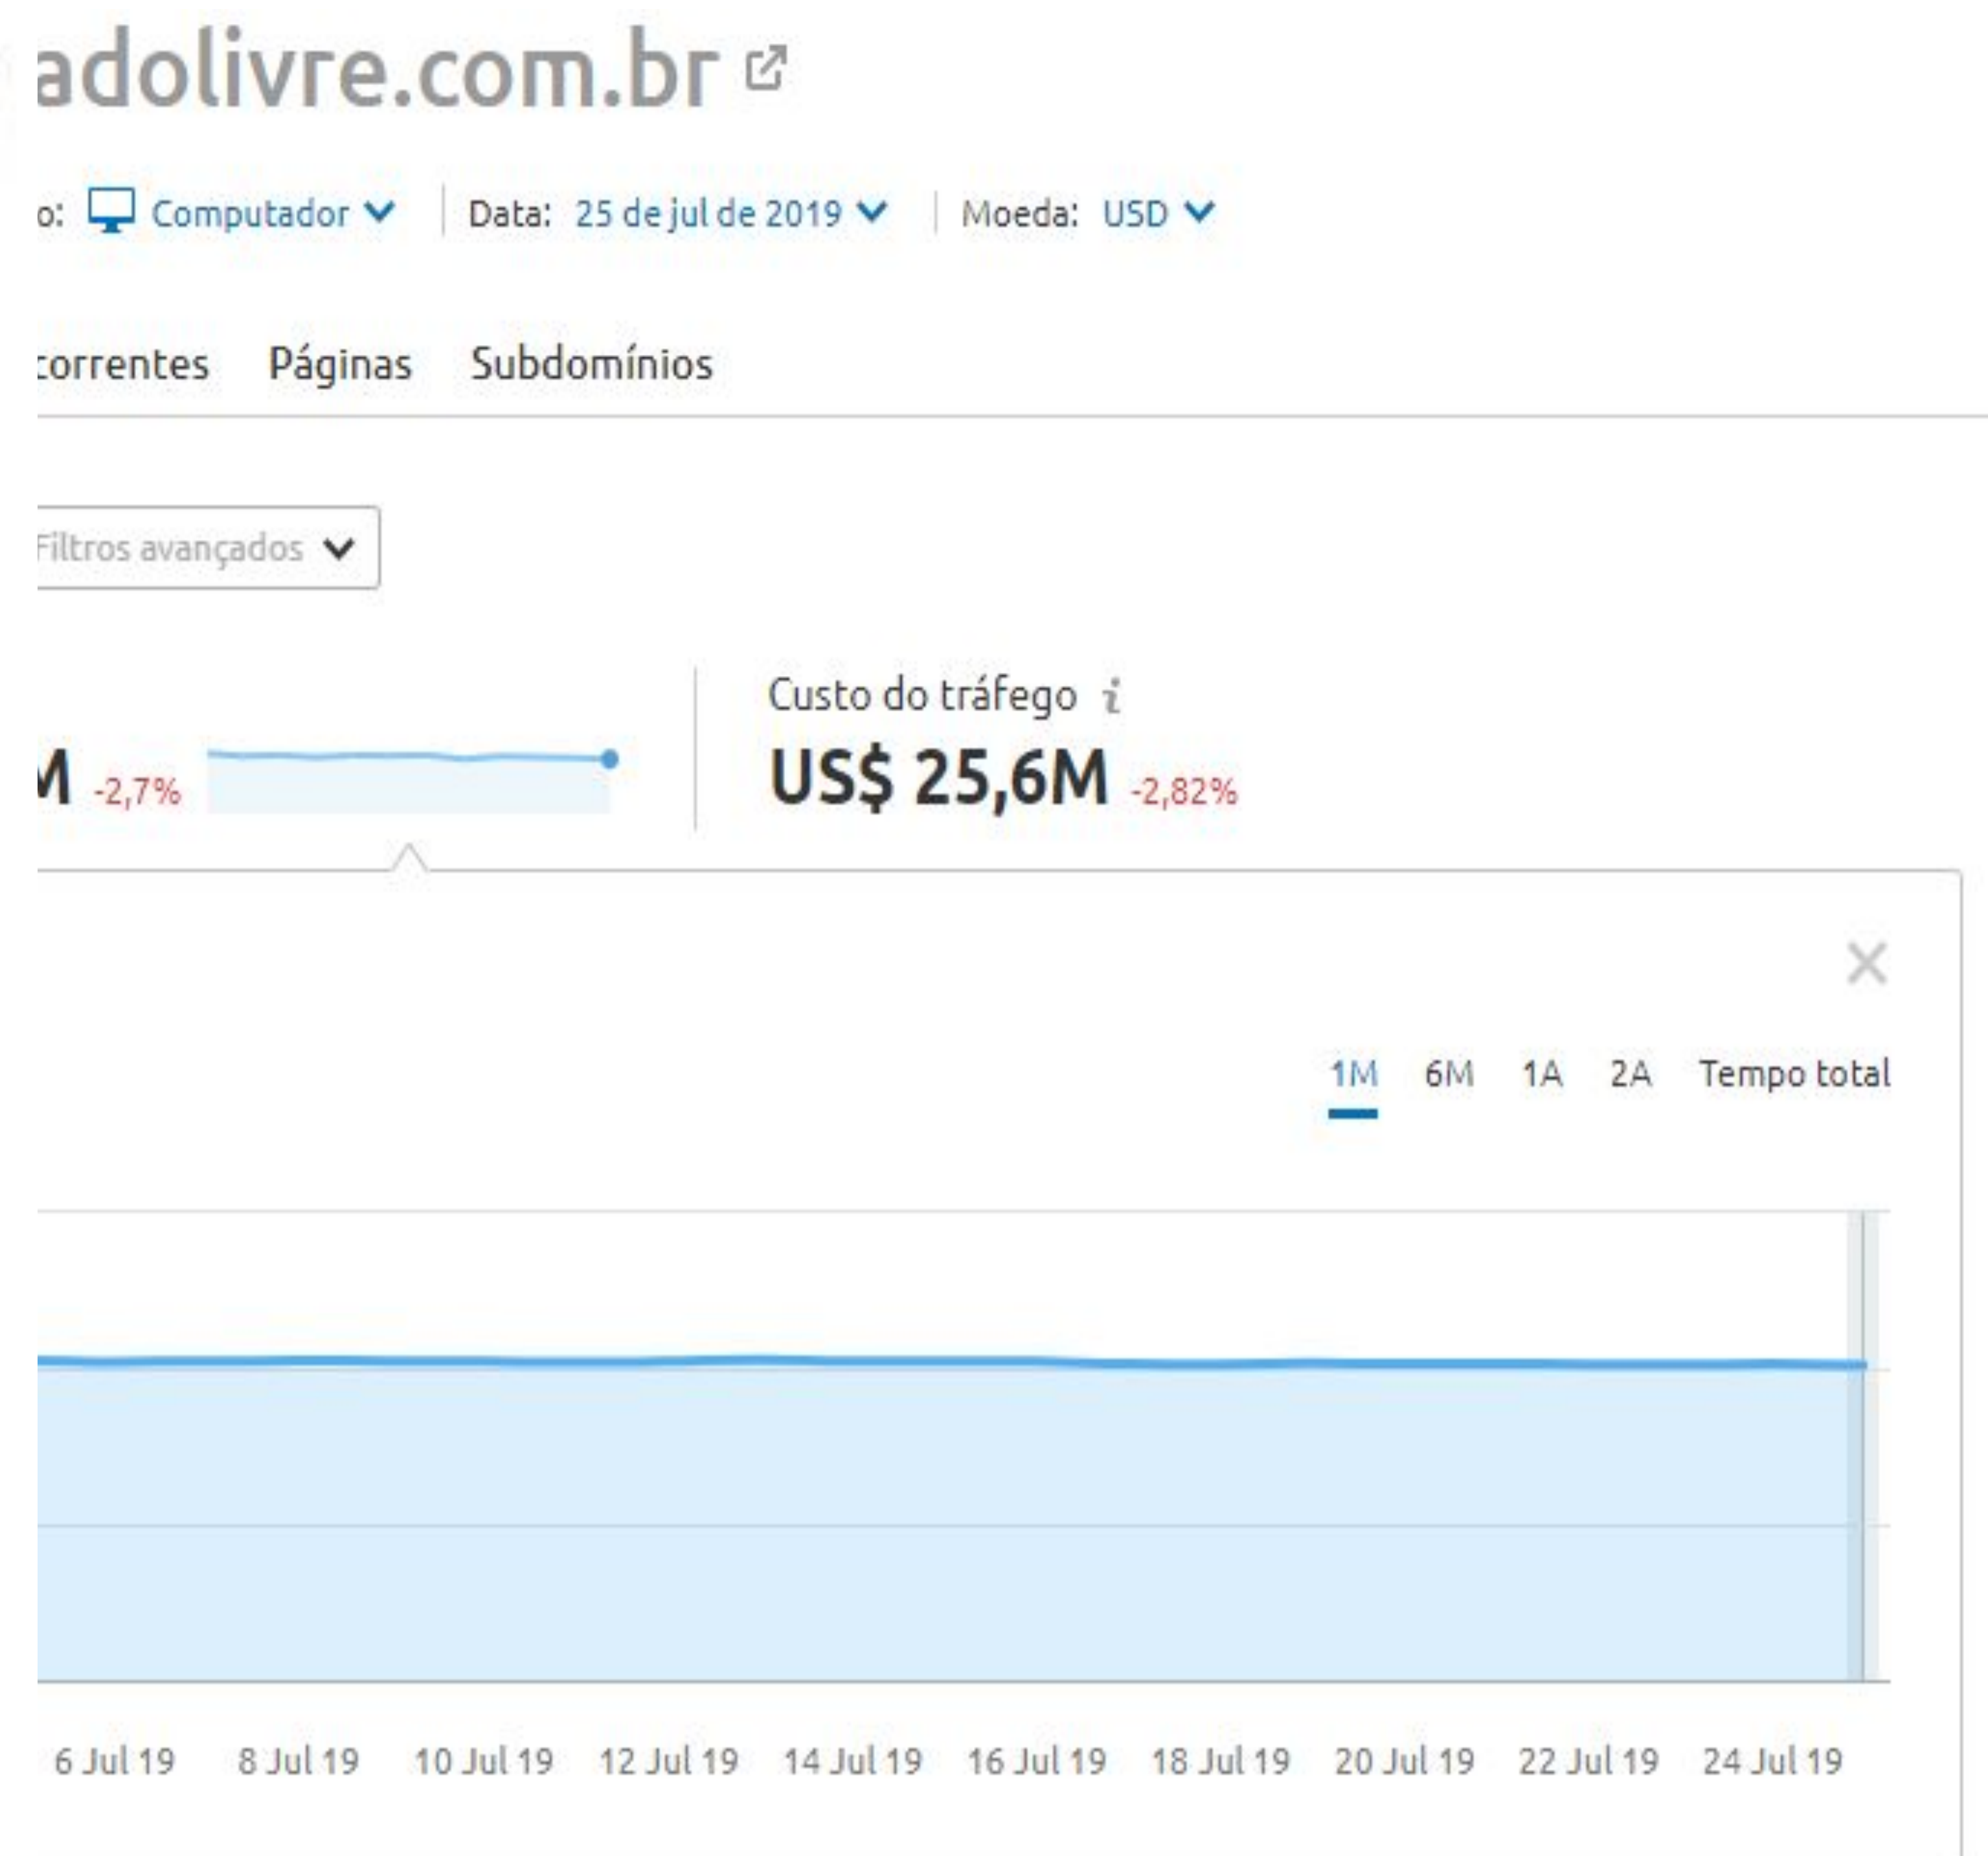 adolivre.com.br
o: Computador Data: 25 de jul de 2019 Moeda: USD
correntes Páginas Subdomínios
Filtros avançados
Custo do tráfego i
M -2,7% US$ 25,6M -2,82%
1M 6M 1A 2A Tempo total
6 Jul 19 8 Jul 19 10 Jul 19 12 Jul 19 14 Jul 19 16 Jul 19 18 Jul 19 20 Jul 19 22 Jul 19 24 Jul 19